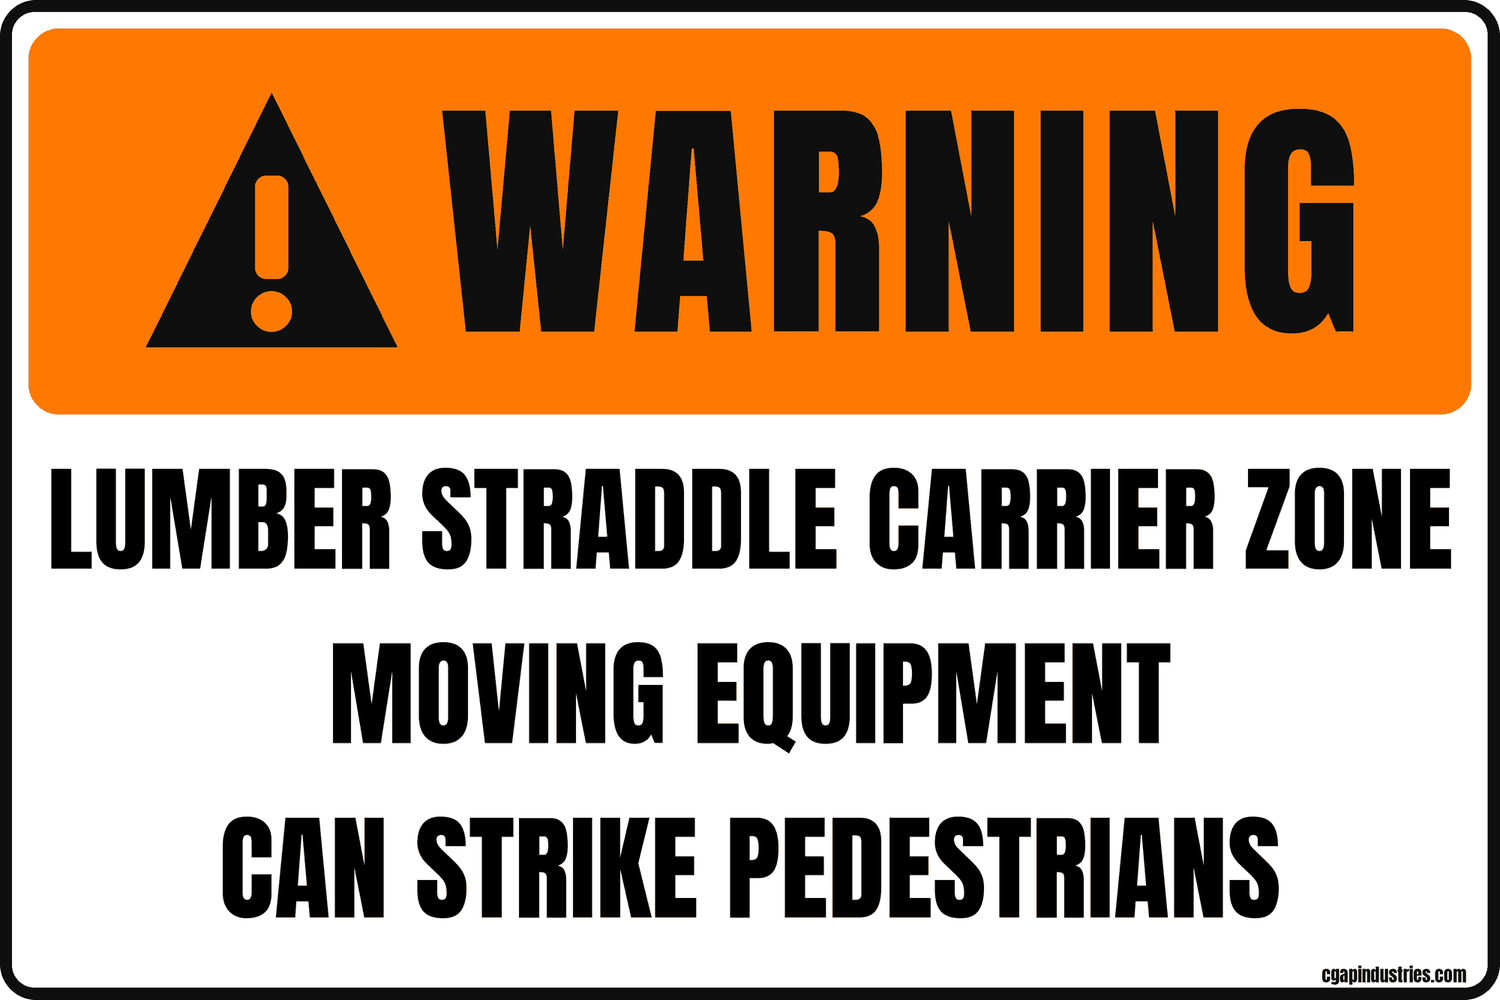 WARNING
LUMBER STRADDLE CARRIER ZONE
MOVING EQUIPMENT
CAN STRIKE PEDESTRIANS
cgapindustries.com